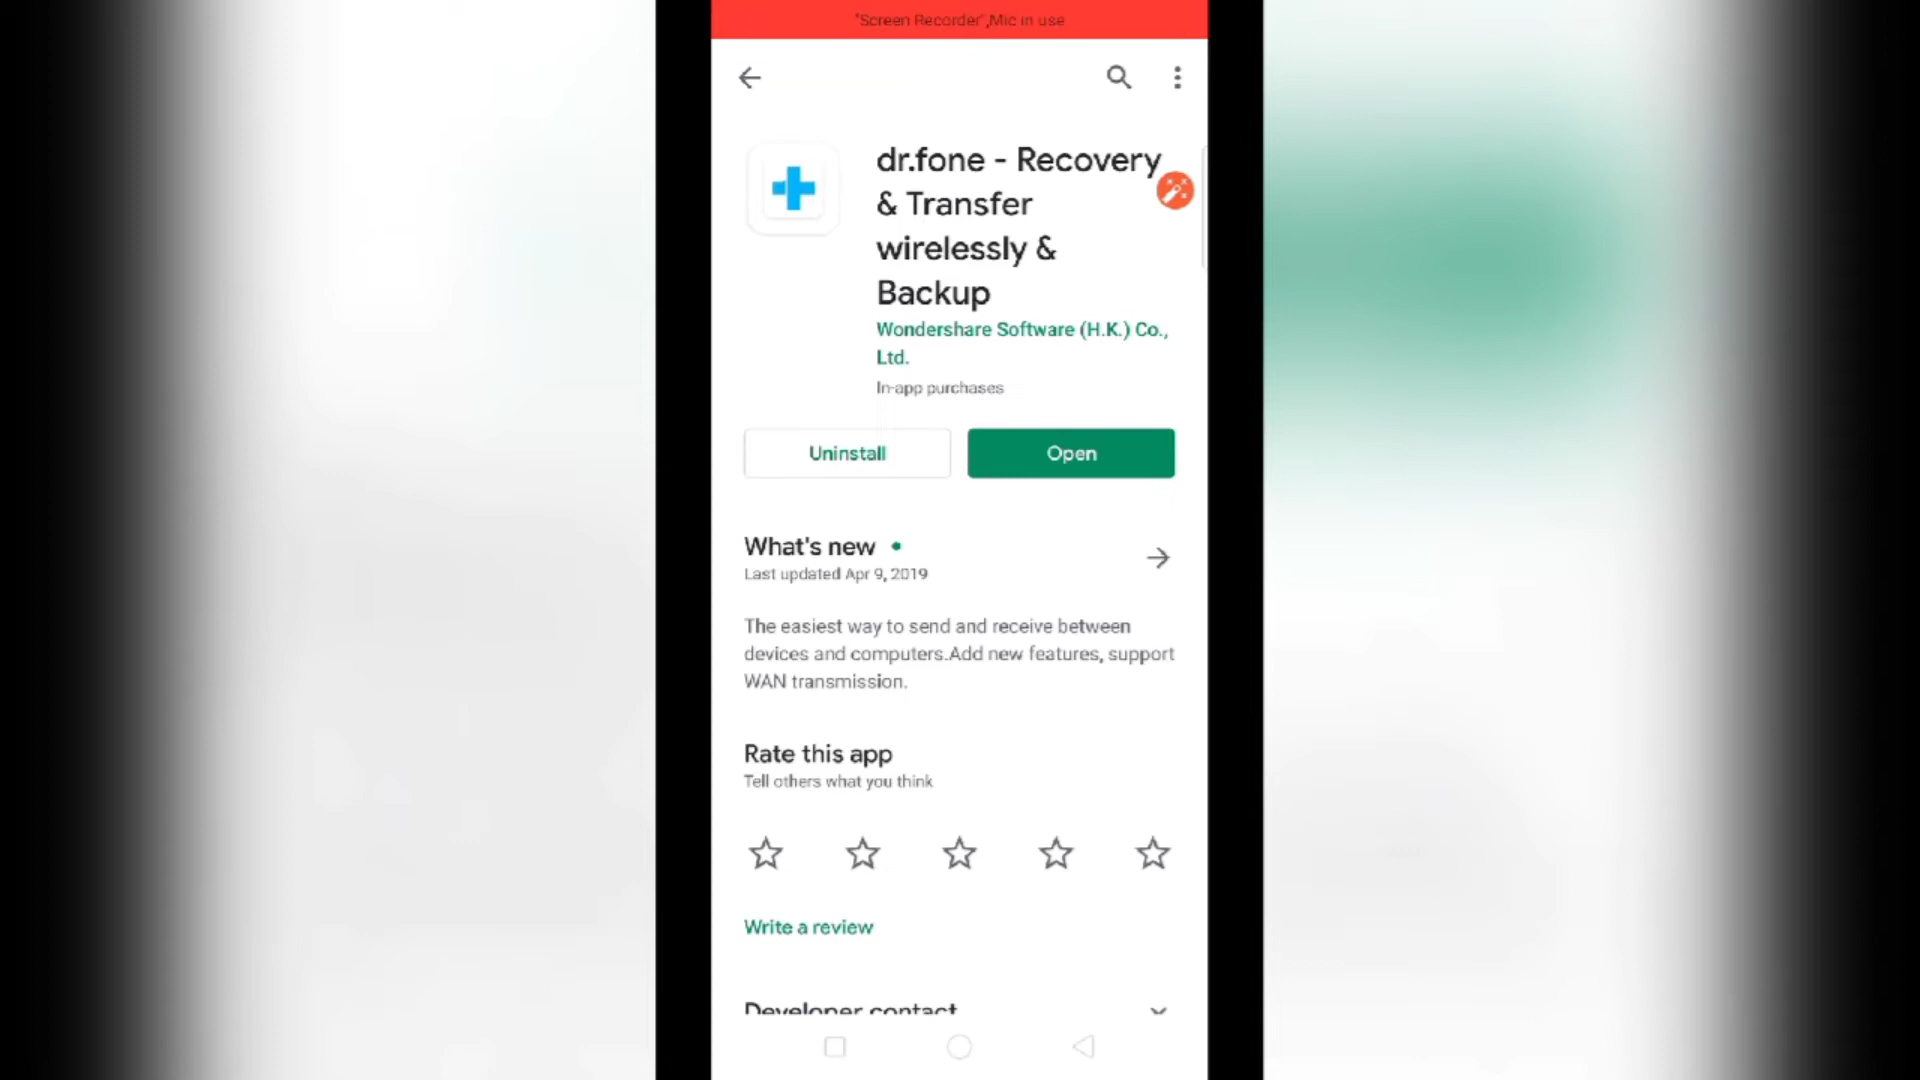 "Screen Recorder",Mic in use
dr.fone - Recovery
& Transfer
wirelessly &
Backup
Wondershare Software (H.K.) Co.,
Ltd.
In-app purchases
Uninstall
Open
What's new
Last updated Apr 9, 2019
The easiest way to send and receive between
devices and computers.Add new features, support
WAN transmission.
Rate this app
Tell others what you think
Write a review
Developer contact